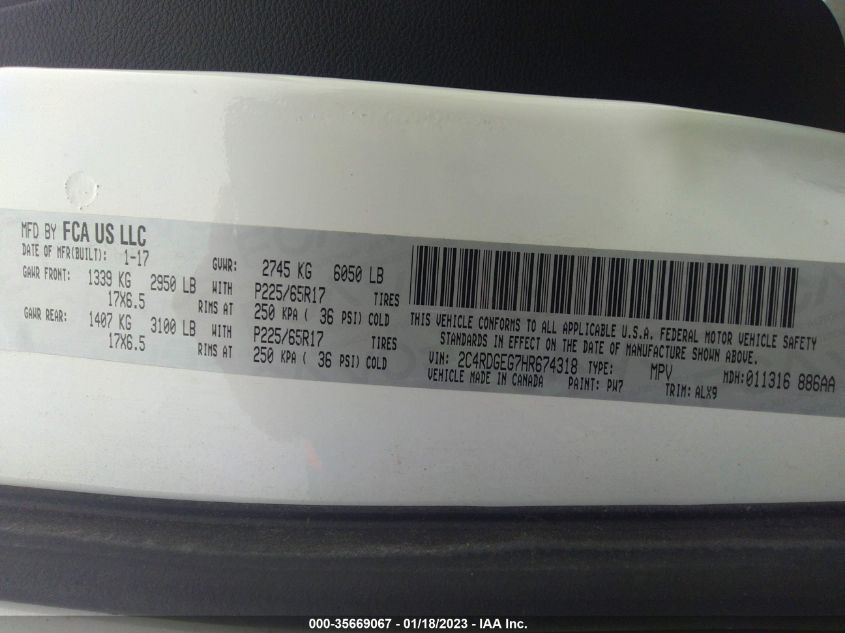 MFD BY FCA US LLC
DATE OF MFR(BUILT): 1-17 GVWR: 2745 KG 6050 LB
GAWR FRONT: 1339 KG 2950 LB WITH P225/65R17 TIRES
17X6.5 RIMS AT 250 KPA ( 36 PSI) COLD
GAWR REAR: 1407 KG 3100 LB WITH P225/65R17 TIRES
17X6.5 RIMS AT 250 KPA ( 36 PSI) COLD
THIS VEHICLE CONFORMS TO ALL APPLICABLE U.S.A. FEDERAL MOTOR VEHICLE SAFETY
STANDARDS IN EFFECT ON THE DATE OF MANUFACTURE SHOWN ABOVE.
VIN: 2C4RDGEG7HR674318 TYPE: MPV MDH:011316 886AA
VEHICLE MADE IN CANADA PAINT: PW7 TRIM: ALX9
000-35669067 - 01/18/2023 - IAA Inc.